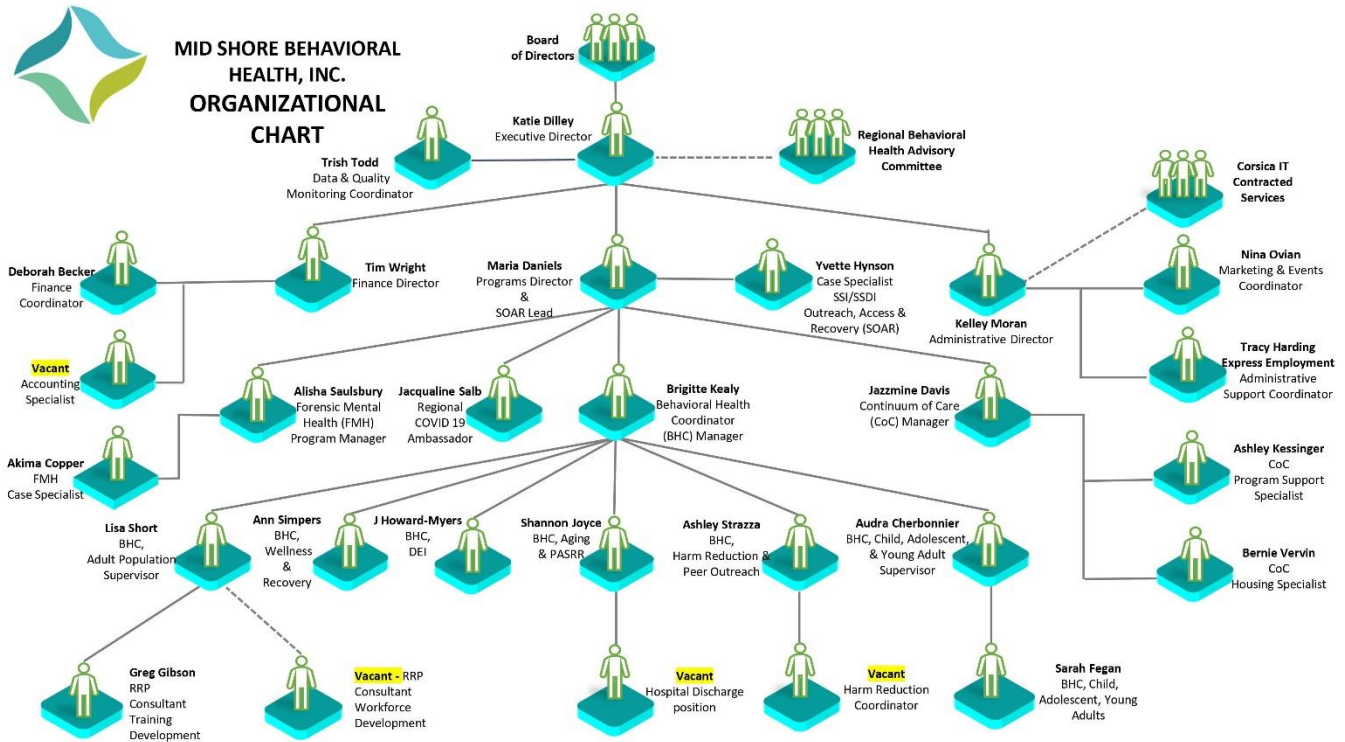 MID SHORE BEHAVIORAL
HEALTH, INC.
ORGANIZATIONAL
CHART
Board
of Directors
Katie Dilley
Executive Director
Trish Todd
Data & Quality
Monitoring Coordinator
Regional Behavioral
Health Advisory
Committee
Corsica IT
Contracted
Services
Deborah Becker
Finance
Coordinator
Tim Wright
Finance Director
Maria Daniels
Programs Director
&
SOAR Lead
Yvette Hynson
Case Specialist
SSI/SSDI
Outreach, Access &
Recovery (SOAR)
Kelley Moran
Administrative Director
Nina Ovian
Marketing & Events
Coordinator
Vacant
Accounting
Specialist
Tracy Harding
Express Employment
Administrative
Support Coordinator
Alisha Saulsbury
Forensic Mental
Health (FMH)
Program Manager
Jacqueline Salb
Regional
COVID 19
Ambassador
Brigitte Kealy
Behavioral Health
Coordinator
(BHC) Manager
Jazzmine Davis
Continuum of Care
(CoC) Manager
Akima Copper
FMH
Case Specialist
Ashley Kessinger
CoC
Program Support
Specialist
Lisa Short
BHC,
Adult Population
Supervisor
Ann Simpers
BHC,
Wellness
&
Recovery
J Howard-Myers
BHC,
DEI
Shannon Joyce
BHC, Aging
& PASRR
Ashley Strazza
BHC,
Harm Reduction &
Peer Outreach
Audra Cherbonnier
BHC, Child, Adolescent,
& Young Adult
Supervisor
Bernie Vervin
CoC
Housing Specialist
Greg Gibson
RRP
Consultant
Training
Development
Vacant - RRP
Consultant
Workforce
Development
Vacant
Hospital Discharge
position
Vacant
Harm Reduction
Coordinator
Sarah Fegan
BHC, Child,
Adolescent, Young
Adults